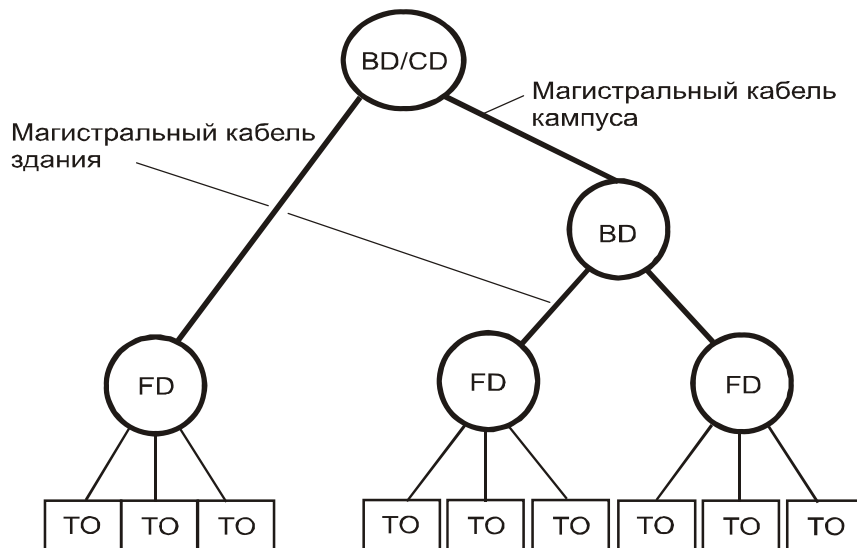 BD/CD
Магистральный кабель
кампуса
Магистральный кабель
здания
BD
FD
FD
FD
TO TO TO TO TO TO TO TO TO